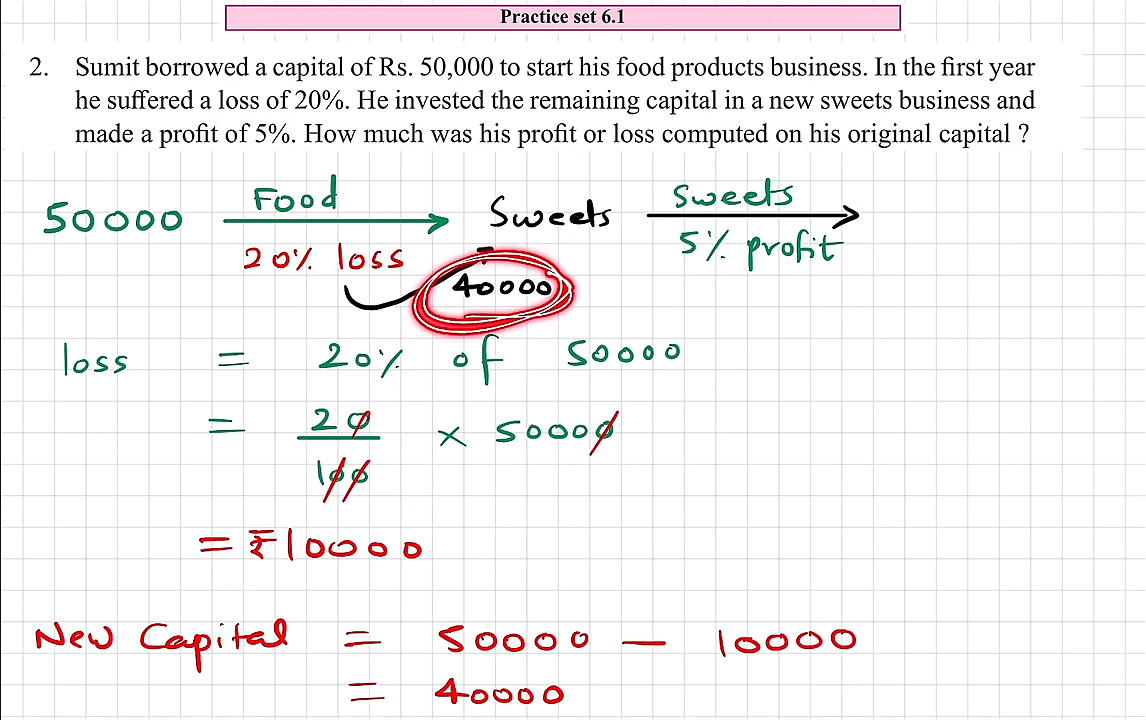 Practice set 6.1
2. Sumit borrowed a capital of Rs. 50,000 to start his food products business. In the first year
he suffered a loss of 20%. He invested the remaining capital in a new sweets business and
made a profit of 5%. How much was his profit or loss computed on his original capital ?
50000 Food Sweets Sweets
20% loss 5% profit
40000
loss = 20% of 50000
= 20/100 × 50000
= ₹10000
New Capital = 50000 – 10000
= 40000